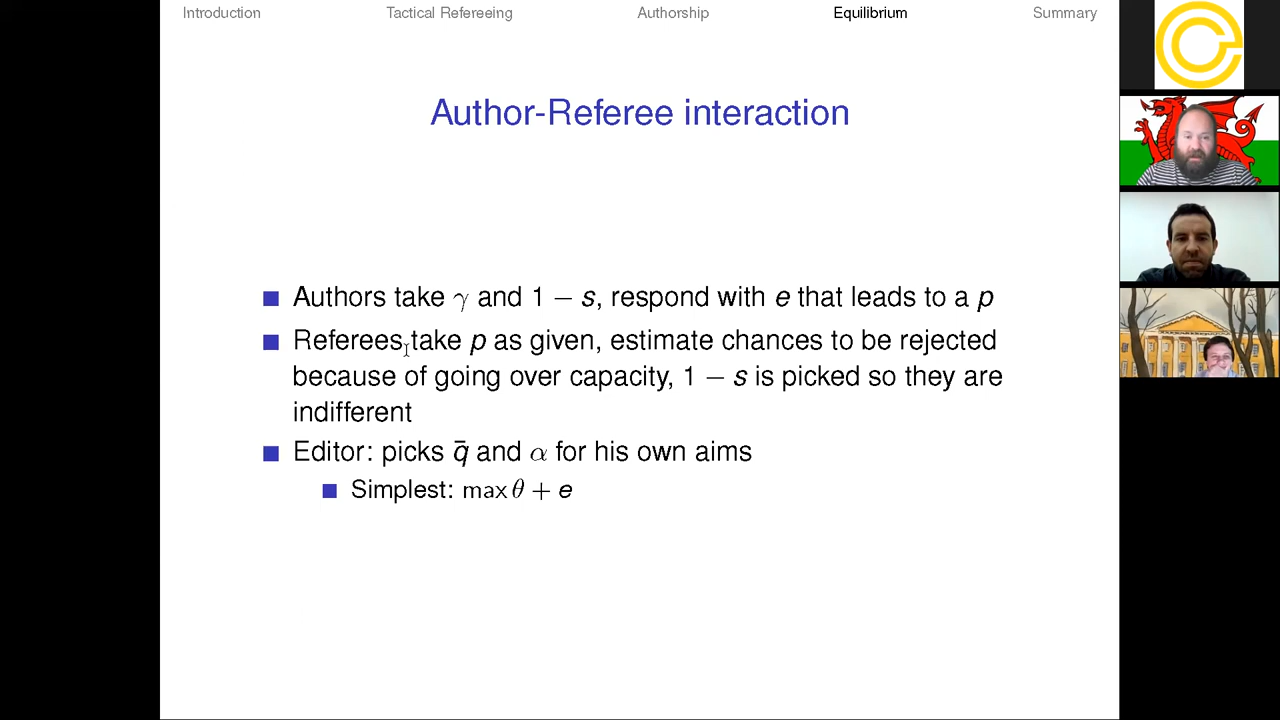 Introduction Tactical Refereeing Authorship Equilibrium Summary
Author-Referee interaction
Authors take γ and 1 − s, respond with e that leads to a p
Referees take p as given, estimate chances to be rejected
because of going over capacity, 1 − s is picked so they are
indifferent
Editor: picks q̄ and α for his own aims
Simplest: max θ + e